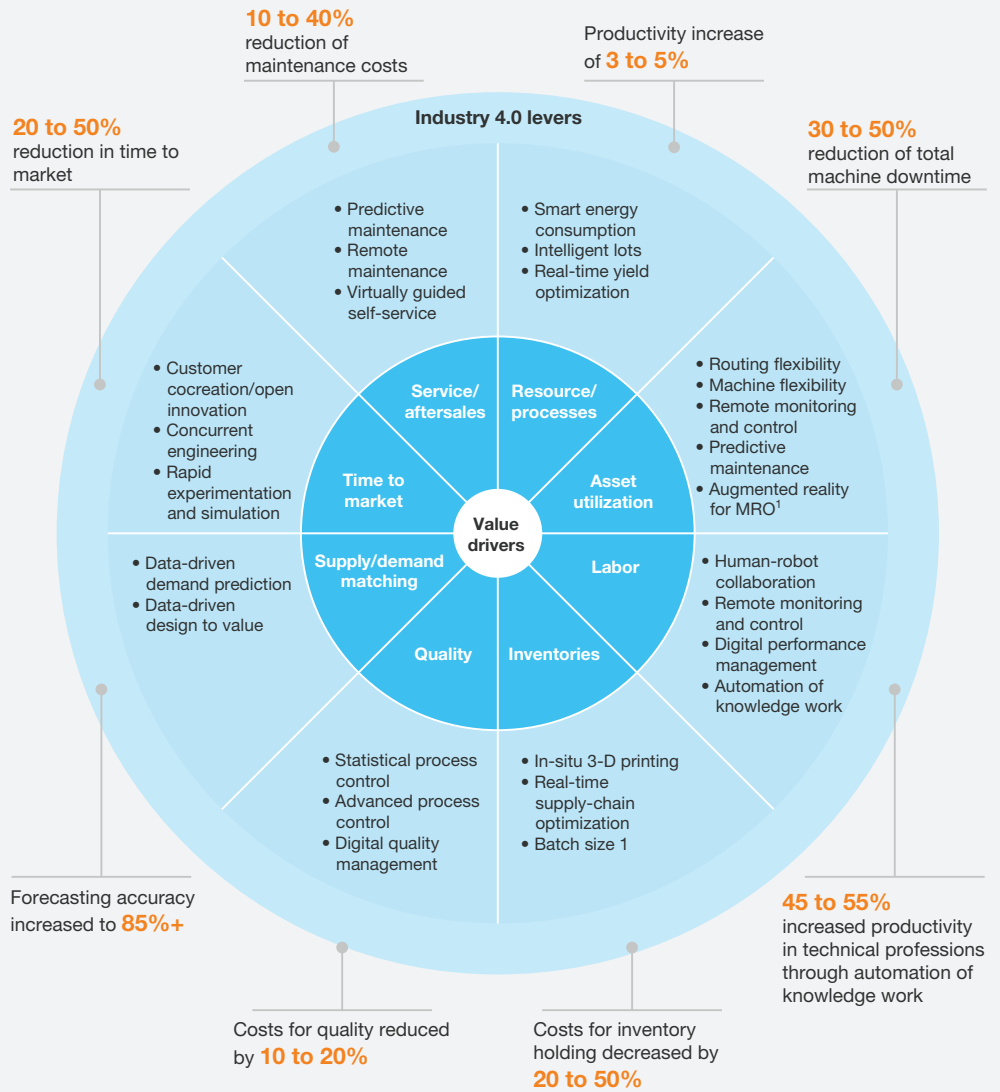 10 to 40%
reduction of
maintenance costs
Productivity increase
of 3 to 5%
20 to 50%
reduction in time to
market
Industry 4.0 levers
30 to 50%
reduction of total
machine downtime
• Predictive
maintenance
• Remote
maintenance
• Virtually guided
self-service
• Smart energy
consumption
• Intelligent lots
• Real-time yield
optimization
• Customer
cocreation/open
innovation
• Concurrent
engineering
• Rapid
experimentation
and simulation
Service/
aftersales
Resource/
processes
• Routing flexibility
• Machine flexibility
• Remote monitoring
and control
• Predictive
maintenance
• Augmented reality
for MRO¹
Time to
market
Asset
utilization
Value
drivers
• Data-driven
demand prediction
• Data-driven
design to value
Supply/demand
matching
Labor
• Human-robot
collaboration
• Remote monitoring
and control
• Digital performance
management
• Automation of
knowledge work
Quality
Inventories
• Statistical process
control
• Advanced process
control
• Digital quality
management
• In-situ 3-D printing
• Real-time
supply-chain
optimization
• Batch size 1
Forecasting accuracy
increased to 85%+
45 to 55%
increased productivity
in technical professions
through automation of
knowledge work
Costs for quality reduced
by 10 to 20%
Costs for inventory
holding decreased by
20 to 50%